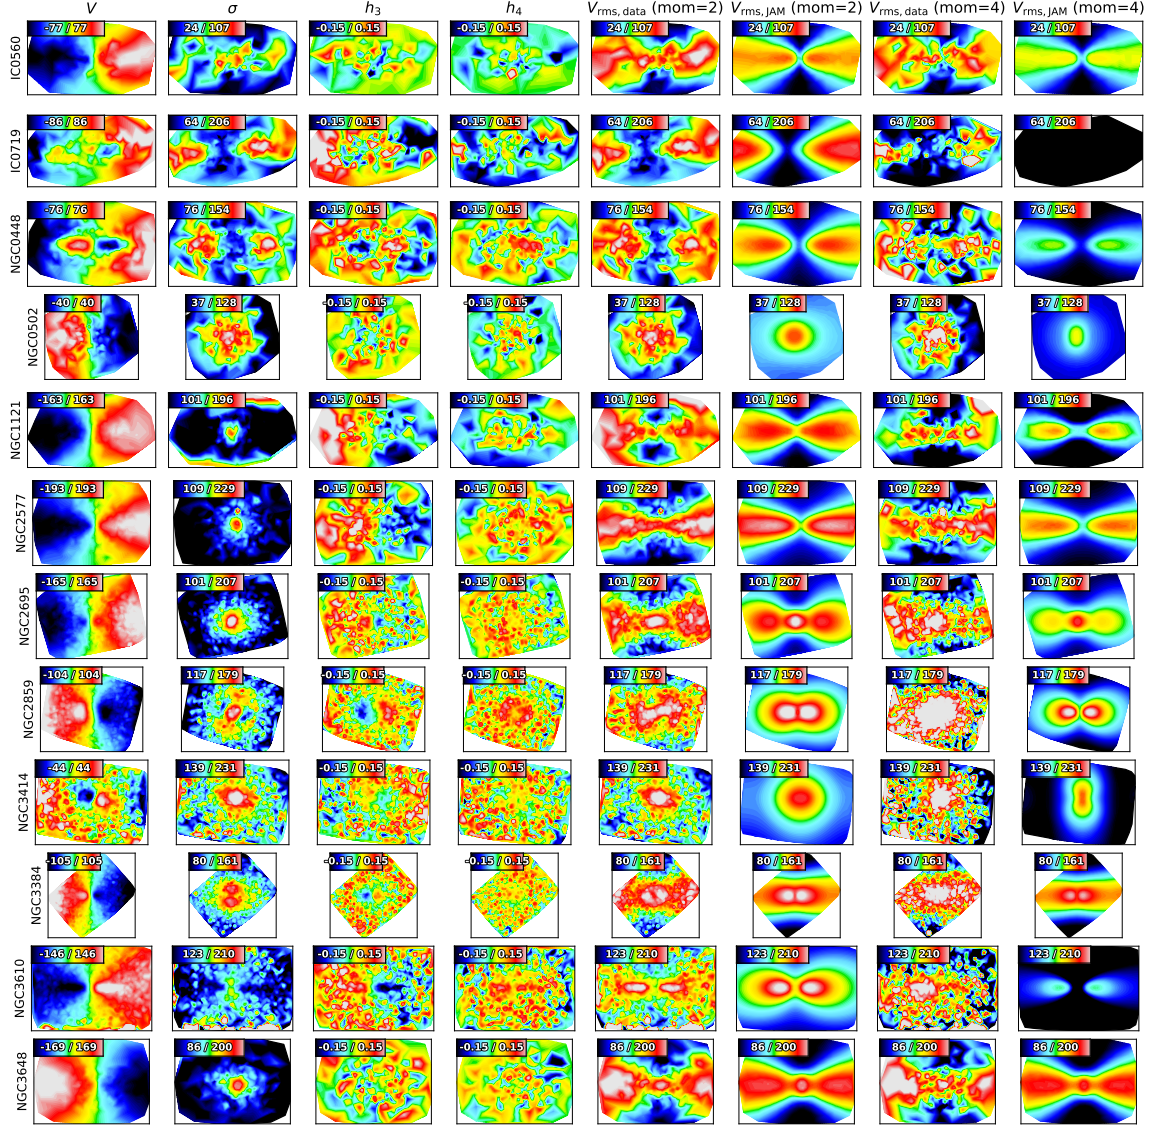 V σ h₃ h₄ V_rms, data (mom=2) V_rms, JAM (mom=2) V_rms, data (mom=4) V_rms, JAM (mom=4)
IC0560 -77 / 77 24 / 107 -0.15 / 0.15 -0.15 / 0.15 24 / 107 24 / 107 24 / 107 24 / 107
IC0719 -86 / 86 64 / 206 -0.15 / 0.15 -0.15 / 0.15 64 / 206 64 / 206 64 / 206 64 / 206
NGC0448 -76 / 76 76 / 154 -0.15 / 0.15 -0.15 / 0.15 76 / 154 76 / 154 76 / 154 76 / 154
NGC0502 -40 / 40 37 / 128 -0.15 / 0.15 -0.15 / 0.15 37 / 128 37 / 128 37 / 128 37 / 128
NGC1121 -163 / 163 101 / 196 -0.15 / 0.15 -0.15 / 0.15 101 / 196 101 / 196 101 / 196 101 / 196
NGC2577 -193 / 193 109 / 229 -0.15 / 0.15 -0.15 / 0.15 109 / 229 109 / 229 109 / 229 109 / 229
NGC2695 -165 / 165 101 / 207 -0.15 / 0.15 -0.15 / 0.15 101 / 207 101 / 207 101 / 207 101 / 207
NGC2859 -104 / 104 117 / 179 -0.15 / 0.15 -0.15 / 0.15 117 / 179 117 / 179 117 / 179 117 / 179
NGC3414 -44 / 44 139 / 231 -0.15 / 0.15 -0.15 / 0.15 139 / 231 139 / 231 139 / 231 139 / 231
NGC3384 -105 / 105 80 / 161 -0.15 / 0.15 -0.15 / 0.15 80 / 161 80 / 161 80 / 161 80 / 161
NGC3610 -146 / 146 123 / 210 -0.15 / 0.15 -0.15 / 0.15 123 / 210 123 / 210 123 / 210 123 / 210
NGC3648 -169 / 169 86 / 200 -0.15 / 0.15 -0.15 / 0.15 86 / 200 86 / 200 86 / 200 86 / 200